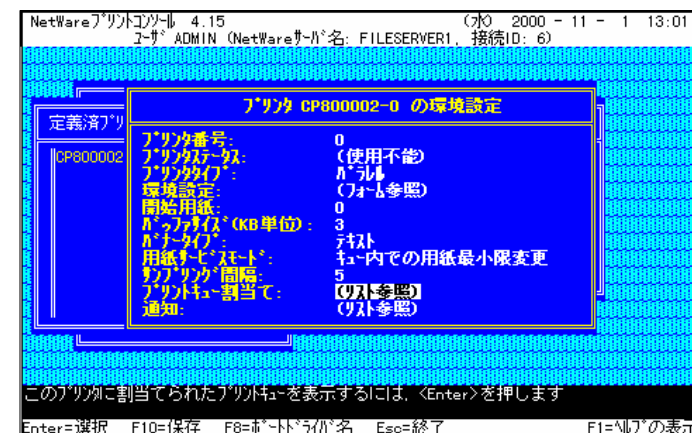 NetWareﾌﾟﾘﾝﾄｺﾝｿｰﾙ 4.15 (水) 2000 - 11 - 1 13:01
ﾕｰｻﾞ ADMIN (NetWareｻｰﾊﾞ名: FILESERVER1, 接続ID: 6)
ﾌﾟﾘﾝﾀ CP800002-0 の環境設定
定義済ﾌﾟﾘ
CP800002
ﾌﾟﾘﾝﾀ番号: 0
ﾌﾟﾘﾝﾀｽﾃｰﾀｽ: (使用不能)
ﾌﾟﾘﾝﾀﾀｲﾌﾟ: ﾊﾟﾗﾚﾙ
環境設定: (ﾌｫｰﾑ参照)
開始用紙: 0
ﾊﾞｯﾌｧｻｲｽﾞ(KB単位): 3
ﾊﾞﾅｰﾀｲﾌﾟ: ﾃｷｽﾄ
用紙ｻｰﾋﾞｽﾓｰﾄﾞ: ｷｭｰ内での用紙最小限変更
ｻﾝﾌﾟﾘﾝｸﾞ間隔: 5
ﾌﾟﾘﾝﾄｷｭｰ割当て: (ﾘｽﾄ参照)
通知: (ﾘｽﾄ参照)
このﾌﾟﾘﾝﾀに割当てられたﾌﾟﾘﾝﾄｷｭｰを表示するには, <Enter>を押します
Enter=選択 F10=保存 F8=ﾎﾟｰﾄﾄﾞﾗｲﾊﾞ名 Esc=終了 F1=ﾍﾙﾌﾟの表示